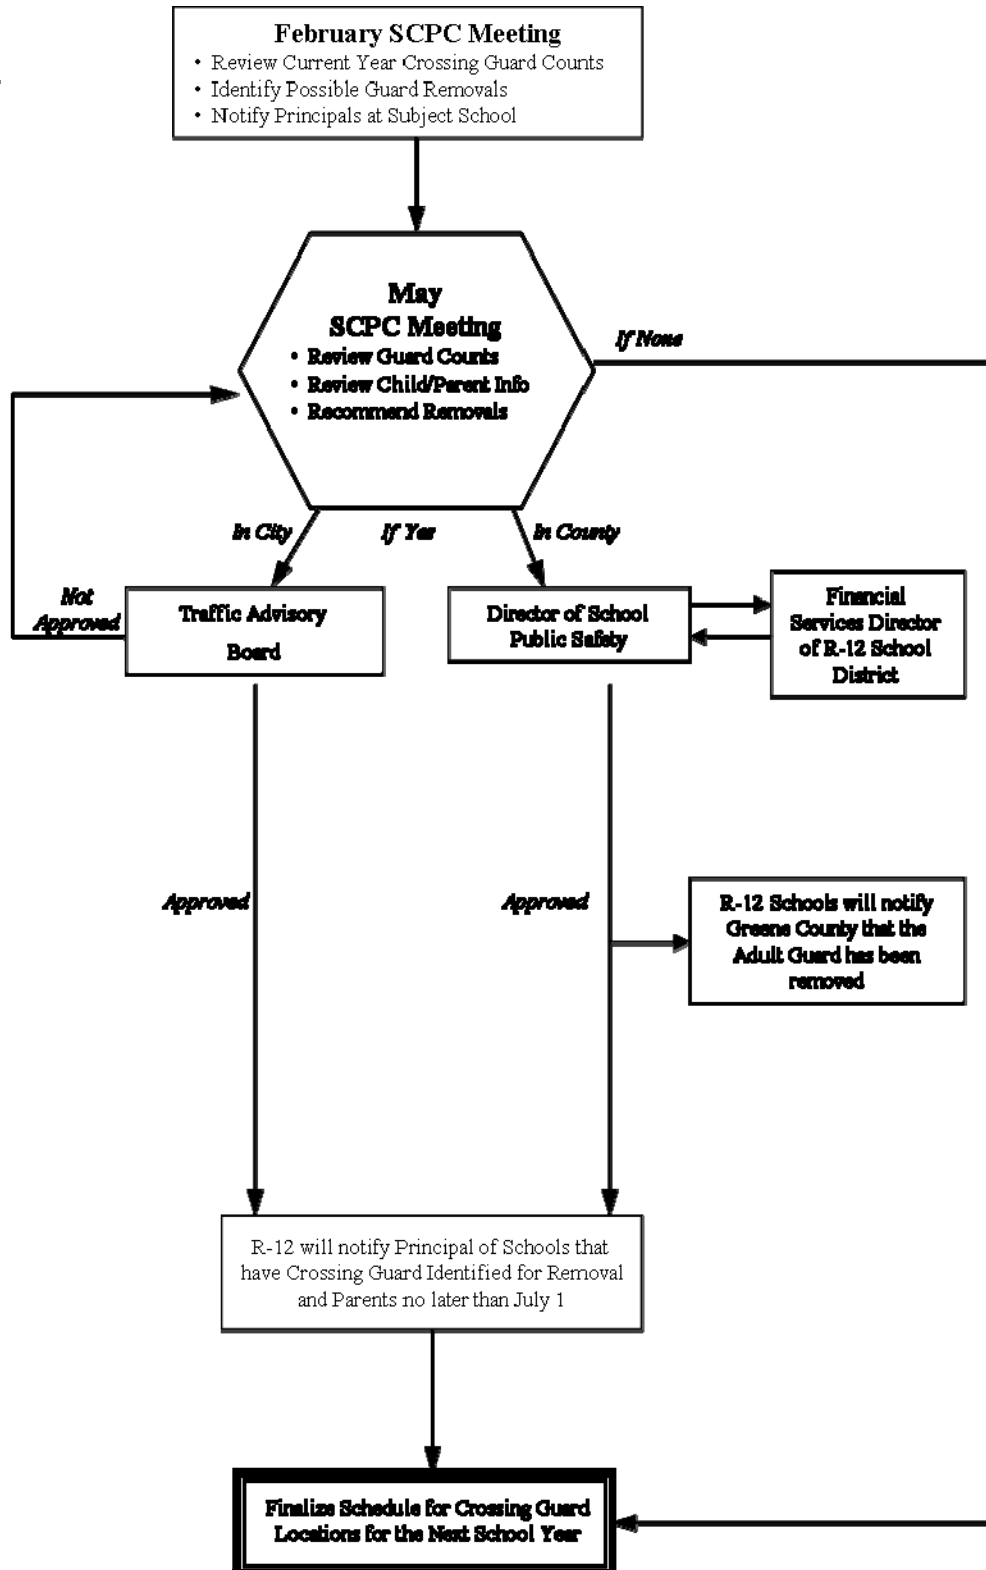 February SCPC Meeting
• Review Current Year Crossing Guard Counts
• Identify Possible Guard Removals
• Notify Principals at Subject School
May
SCPC Meeting
• Review Guard Counts
• Review Child/Parent Info
• Recommend Removals
If None
In City
If Yes
In County
Not
Approved
Traffic Advisory
Board
Director of School
Public Safety
Financial
Services Director
of R-12 School
District
Approved
Approved
R-12 Schools will notify
Greene County that the
Adult Guard has been
removed
R-12 will notify Principal of Schools that
have Crossing Guard Identified for Removal
and Parents no later than July 1
Finalize Schedule for Crossing Guard
Locations for the Next School Year